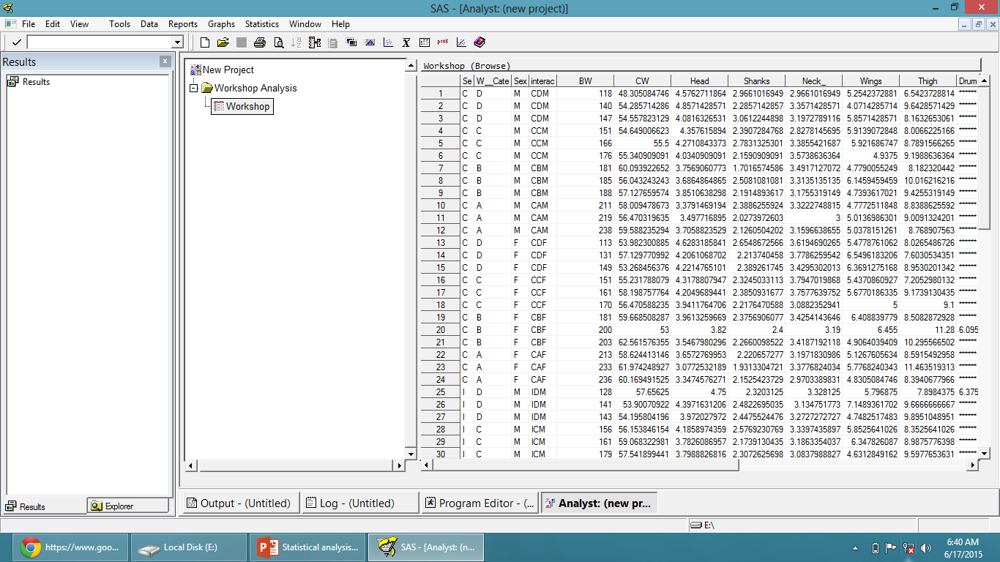 SAS - [Analyst: (new project)]
File Edit View Tools Data Reports Graphs Statistics Window Help
Results
Results
New Project
Workshop Analysis
Workshop
Workshop (Browse)
Se W__Cate Sex interac BW CW Head Shanks Neck_ Wings Thigh Drum
1 C D M CDM 118 48.305084746 4.5762711864 2.9661016949 2.9661016949 5.2542372881 6.5423728814 ******
2 C D M CDM 140 54.285714286 4.8571428571 2.2857142857 3.3571428571 4.0714285714 9.6428571429 ******
3 C D M CDM 147 54.557823129 4.0816326531 3.0612244898 3.1972789116 5.8571428571 8.1632653061 ******
4 C C M CCM 151 54.649006623 4.357615894 2.3907284768 2.8278145695 5.9139072848 8.0066225166 ******
5 C C M CCM 166 55.5 4.2710843373 2.7831325301 3.3855421687 5.921686747 8.7891566265 ******
6 C C M CCM 176 55.340909091 4.0340909091 2.1590909091 3.5738636364 4.9375 9.1988636364 ******
7 C B M CBM 181 60.093922652 3.7569060773 1.7016574586 3.4917127072 4.7790055249 8.182320442 ******
8 C B M CBM 185 56.043243243 3.6864864865 2.5081081081 3.3135135135 6.1459459459 10.016216216 ******
9 C B M CBM 188 57.127659574 3.8510638298 2.1914893617 3.1755319149 4.7393617021 9.4255319149 ******
10 C A M CAM 211 58.009478673 3.3791469194 2.3886255924 3.3222748815 4.7772511848 8.8388625592 ******
11 C A M CAM 219 56.470319635 3.497716895 2.0273972603 3 5.0136986301 9.0091324201 ******
12 C A M CAM 238 59.588235294 3.7058823529 2.1260504202 3.1596638655 5.0378151261 8.768907563 ******
13 C D F CDF 113 53.982300885 4.6283185841 2.6548672566 3.6194690265 5.4778761062 8.0265486726 ******
14 C D F CDF 131 57.129770992 4.2061068702 2.213740458 3.7786259542 6.5496183206 7.6030534351 ******
15 C D F CDF 149 53.268456376 4.2214765101 2.389261745 3.4295302013 6.3691275168 8.9530201342 ******
16 C C F CCF 151 55.231788079 4.3178807947 2.3245033113 3.7947019868 5.4370860927 7.2052980132 ******
17 C C F CCF 161 58.198757764 4.2049689441 2.3850931677 3.7577639752 5.6770186335 9.1739130435 ******
18 C C F CCF 170 56.470588235 3.9411764706 2.2176470588 3.0882352941 5 9.1 ******
19 C B F CBF 181 59.668508287 3.9613259669 2.3756906077 3.4254143646 6.408839779 8.5082872928 ******
20 C B F CBF 200 53 3.82 2.4 3.19 6.455 11.28 6.095
21 C B F CBF 203 62.561576355 3.5467980296 2.2660098522 3.4187192118 4.9064039409 10.295566502 ******
22 C A F CAF 213 58.624413146 3.6572769953 2.220657277 3.1971830986 5.1267605634 8.5915492958 ******
23 C A F CAF 233 61.974248927 3.0772532189 1.9313304721 3.3776824034 5.7768240343 11.463519313 ******
24 C A F CAF 236 60.169491525 3.3474576271 2.1525423729 2.9703389831 4.8305084746 8.3940677966 ******
25 I D M IDM 128 57.65625 4.75 2.3203125 3.328125 5.796875 7.8984375 6.375
26 I D M IDM 141 53.90070922 4.3971631206 2.4822695035 3.134751773 7.1489361702 9.6666666667 ******
27 I D M IDM 143 54.195804196 3.972027972 2.4475524476 3.2727272727 4.7482517483 9.8951048951 ******
28 I C M ICM 156 56.153846154 4.1858974359 2.5769230769 3.3397435897 5.8525641026 8.3525641026 ******
29 I C M ICM 161 59.068322981 3.7826086957 2.1739130435 3.1863354037 6.347826087 8.9875776398 ******
30 I C M ICM 179 57.541899441 3.7988826816 2.3072625698 3.0837988827 4.6312849162 9.5977653631 ******
Results Explorer
Output - (Untitled) Log - (Untitled) Program Editor - (... Analyst: (new pr...
E:\
https://www.goo... Local Disk (E:) Statistical analysis... SAS - [Analyst: (n...
6:40 AM
6/17/2015